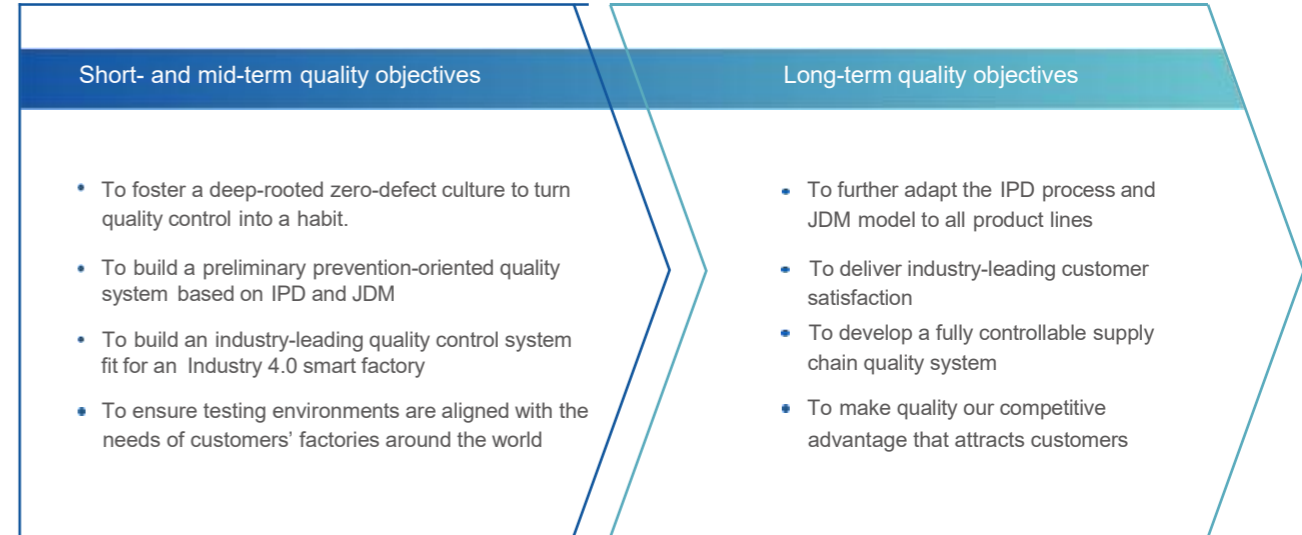 Short- and mid-term quality objectives
• To foster a deep-rooted zero-defect culture to turn
quality control into a habit.
• To build a preliminary prevention-oriented quality
system based on IPD and JDM
• To build an industry-leading quality control system
fit for an Industry 4.0 smart factory
• To ensure testing environments are aligned with the
needs of customers’ factories around the world
Long-term quality objectives
• To further adapt the IPD process and
JDM model to all product lines
• To deliver industry-leading customer
satisfaction
• To develop a fully controllable supply
chain quality system
• To make quality our competitive
advantage that attracts customers